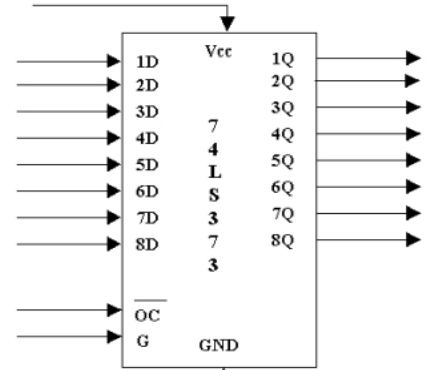 Vcc
1D 1Q
2D 2Q
3D 3Q
4D 4Q
5D 5Q
6D 6Q
7D 7Q
8D 8Q
7
4
L
S
3
7
3
OC
G GND